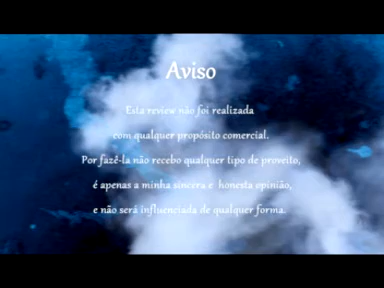 Aviso
Esta review não foi realizada
com qualquer propósito comercial.
Por fazê-la não recebo qualquer tipo de proveito,
é apenas a minha sincera e honesta opinião,
e não será influenciada de qualquer forma.